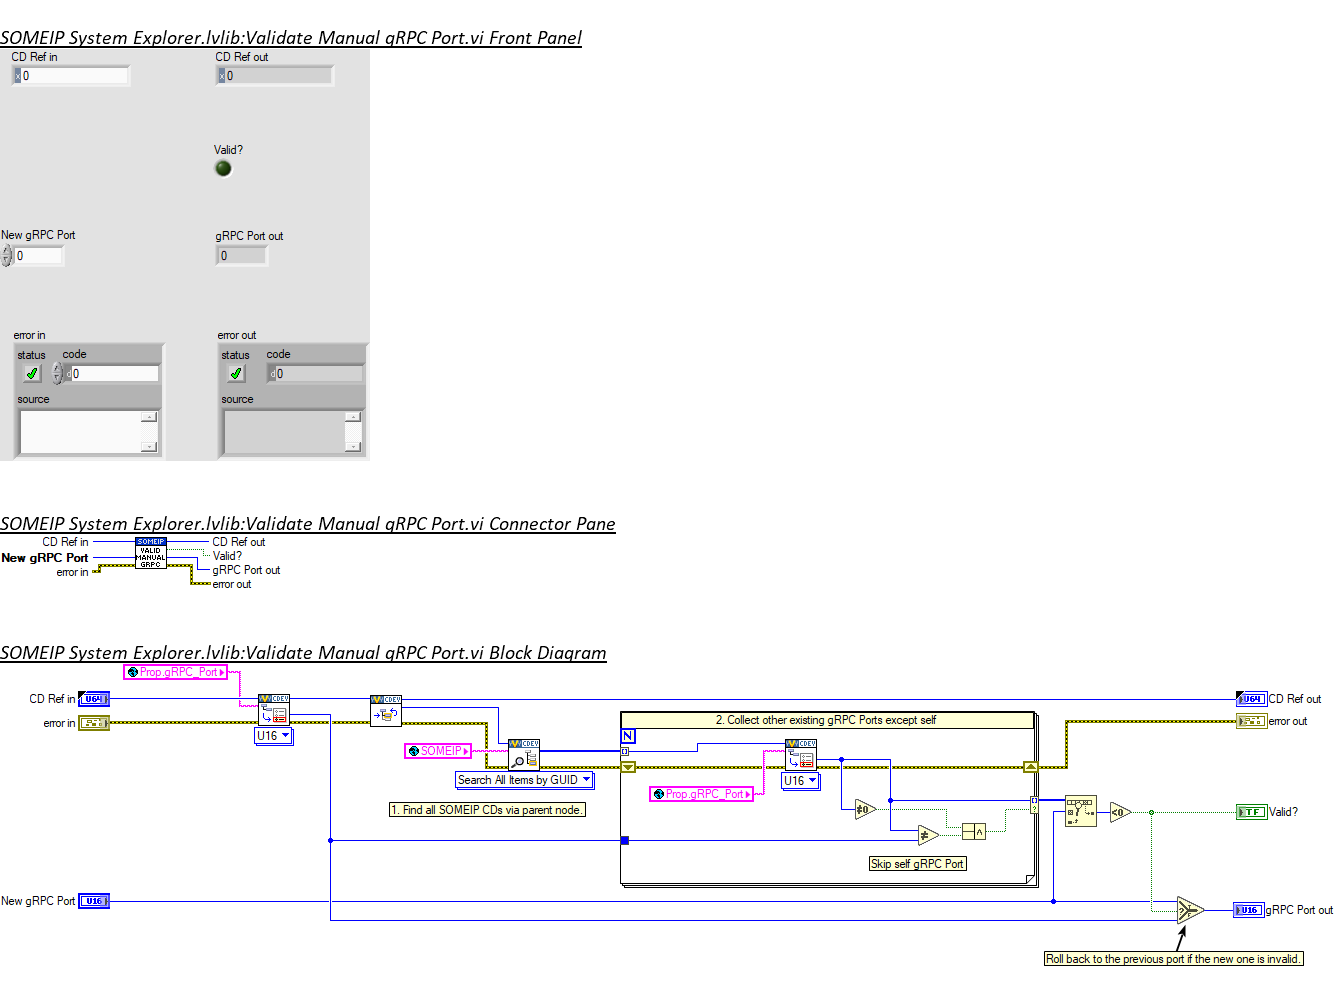 SOMEIP System Explorer.lvlib:Validate Manual gRPC Port.vi Front Panel
CD Ref in
CD Ref out
x 0
x 0
Valid?
New gRPC Port
gRPC Port out
0
0
error in
error out
status code
status code
d 0
d 0
source
source
SOMEIP System Explorer.lvlib:Validate Manual gRPC Port.vi Connector Pane
CD Ref in
SOMEIP
VALID
MANUAL
GRPC
CD Ref out
Valid?
New gRPC Port
gRPC Port out
error in
error out
SOMEIP System Explorer.lvlib:Validate Manual gRPC Port.vi Block Diagram
Prop.gRPC_Port
CD Ref in
U64
CDEV
CDEV
U64
CD Ref out
error in
error out
U16
2. Collect other existing gRPC Ports except self
N
SOMEIP
CDEV
CDEV
Search All Items by GUID
U16
Prop.gRPC_Port
1. Find all SOMEIP CDs via parent node.
≠0
<0
TF
Valid?
≠
∧
Skip self gRPC Port
New gRPC Port
U16
?
T
F
U16
gRPC Port out
Roll back to the previous port if the new one is invalid.